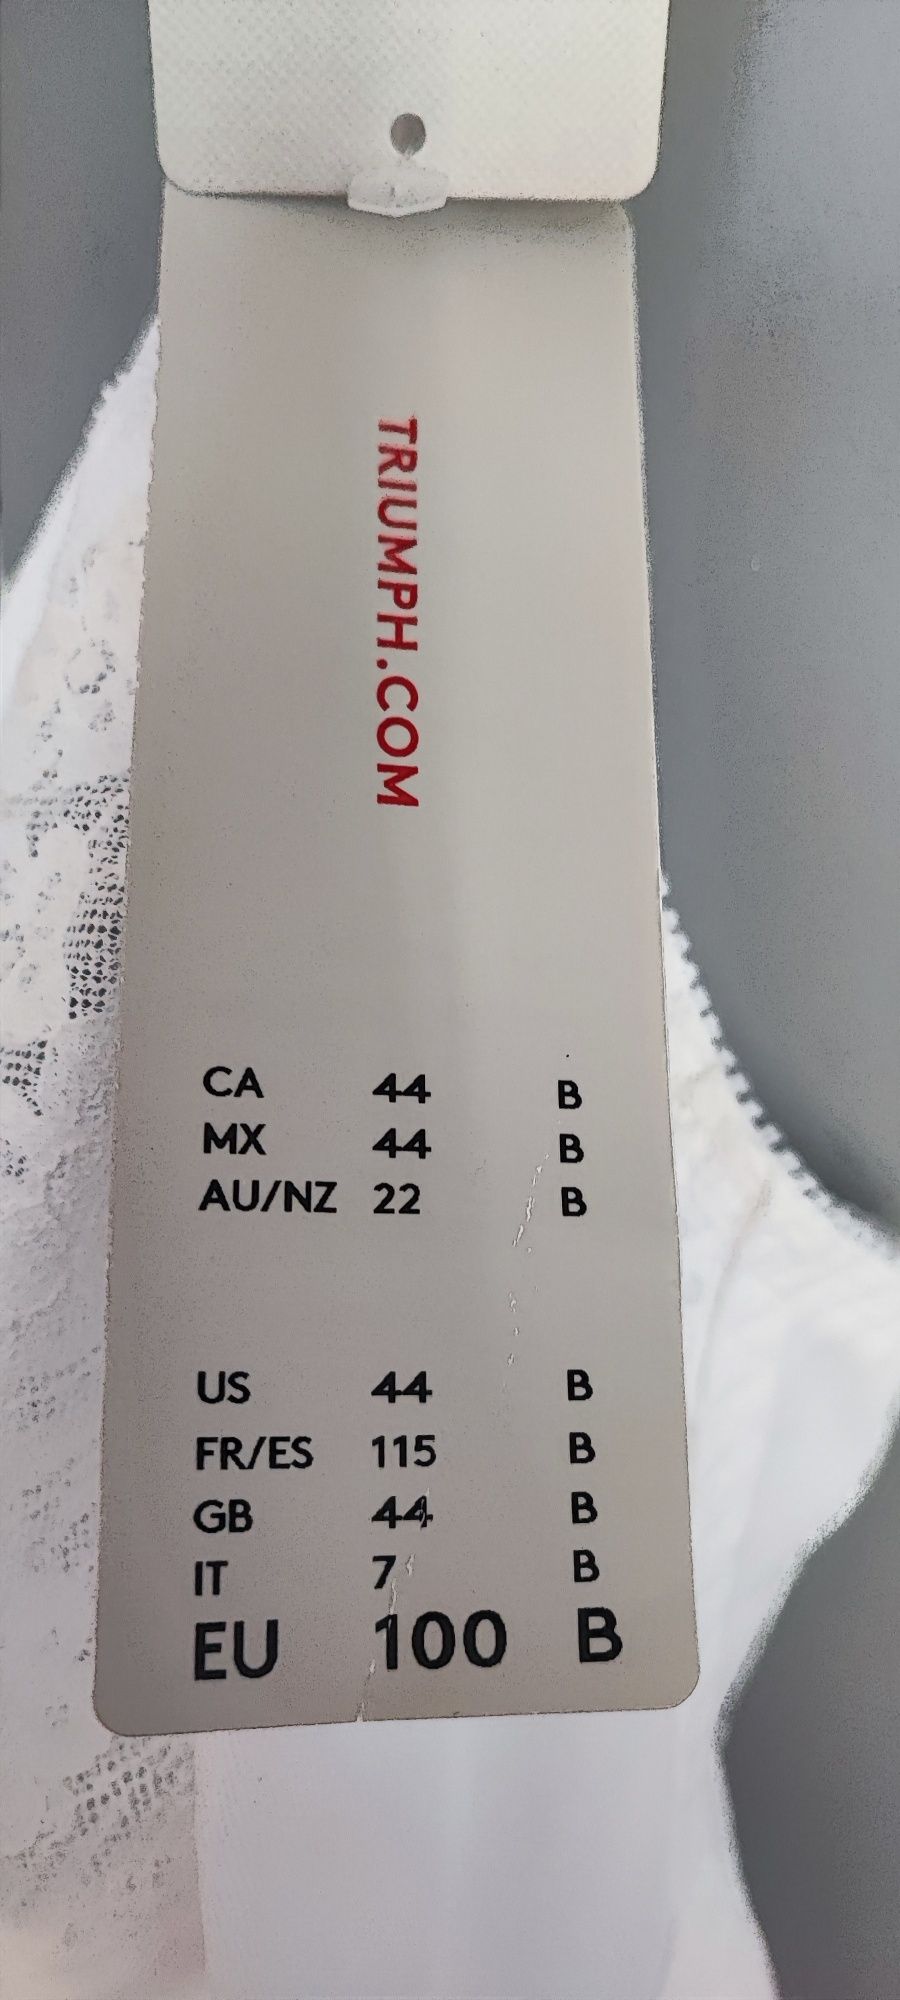 TRIUMPH.COM
CA 44 B
MX 44 B
AU/NZ 22 B
US 44 B
FR/ES 115 B
GB 44 B
IT 7 B
EU 100 B